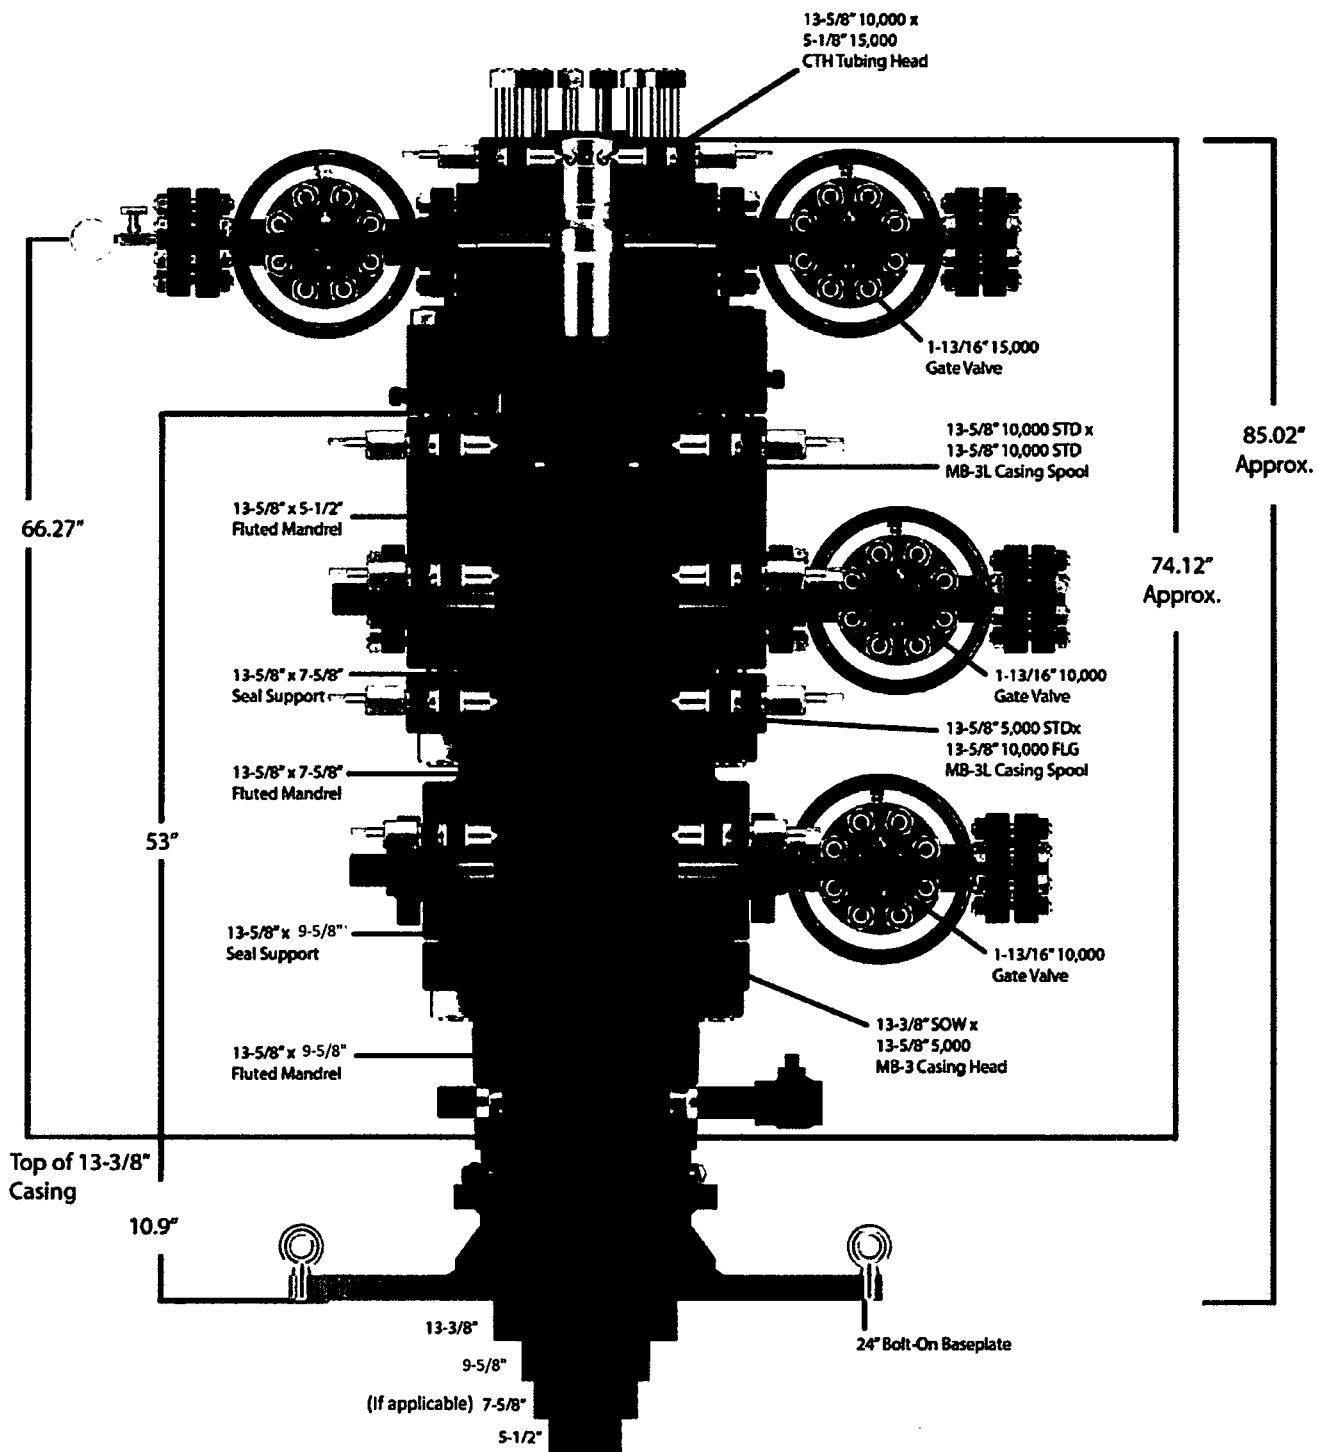 13-5/8" 10,000 x
5-1/8" 15,000
CTH Tubing Head
1-13/16" 15,000
Gate Valve
13-5/8" 10,000 STD x
13-5/8" 10,000 STD
MB-3L Casing Spool
85.02"
Approx.
66.27"
13-5/8" x 5-1/2"
Fluted Mandrel
74.12"
Approx.
13-5/8" x 7-5/8"
Seal Support
1-13/16" 10,000
Gate Valve
13-5/8" 5,000 STDx
13-5/8" 10,000 FLG
MB-3L Casing Spool
13-5/8" x 7-5/8"
Fluted Mandrel
53"
13-5/8" x 9-5/8"
Seal Support
1-13/16" 10,000
Gate Valve
13-3/8" SOW x
13-5/8" 5,000
MB-3 Casing Head
13-5/8" x 9-5/8"
Fluted Mandrel
Top of 13-3/8"
Casing
10.9"
13-3/8"
24" Bolt-On Baseplate
9-5/8"
(If applicable) 7-5/8"
5-1/2"